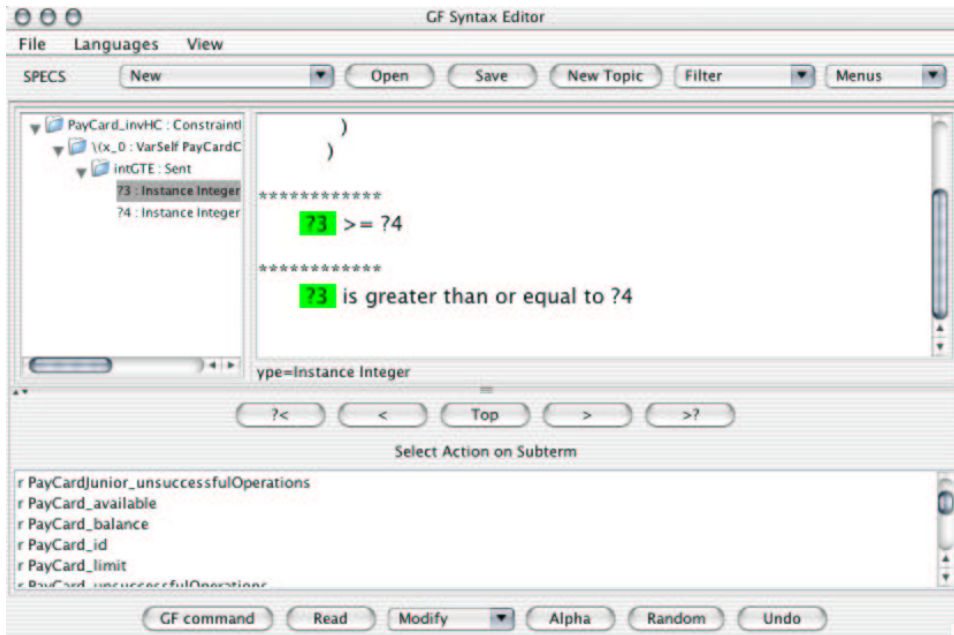 GF Syntax Editor
File Languages View
SPECS New Open Save New Topic Filter Menus
PayCard_invHC : ConstraintI
\(x_0 : VarSelf PayCardC
intGTE : Sent
?3 : Instance Integer
?4 : Instance Integer
)
)
************
?3 >= ?4
************
?3 is greater than or equal to ?4
ype=Instance Integer
?< < Top > >?
Select Action on Subterm
r PayCardJunior_unsuccessfulOperations
r PayCard_available
r PayCard_balance
r PayCard_id
r PayCard_limit
r PayCard_unsuccessfulOperations
GF command Read Modify Alpha Random Undo